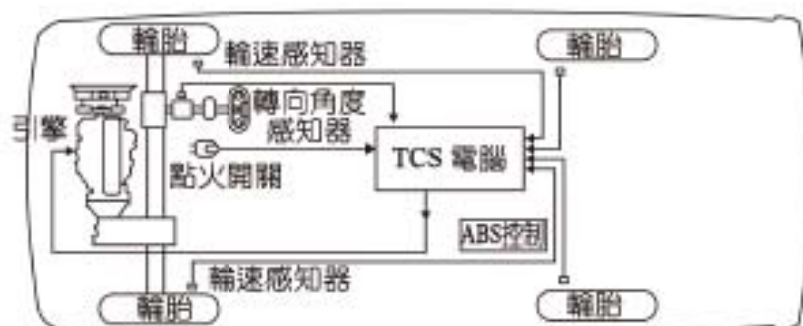 輪胎
輪胎
輪速感知器
轉向角度
感知器
引擎
TCS 電腦
點火開關
ABS控制
輪速感知器
輪胎
輪胎